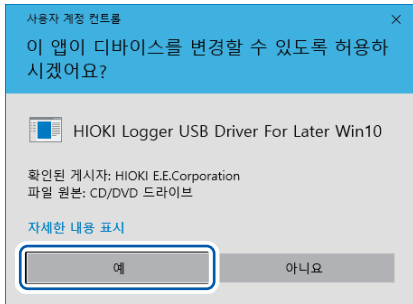 사용자 계정 컨트롤
이 앱이 디바이스를 변경할 수 있도록 허용하
시겠어요?
HIOKI Logger USB Driver For Later Win10
확인된 게시자: HIOKI E.E.Corporation
파일 원본: CD/DVD 드라이브
자세한 내용 표시
예
아니요